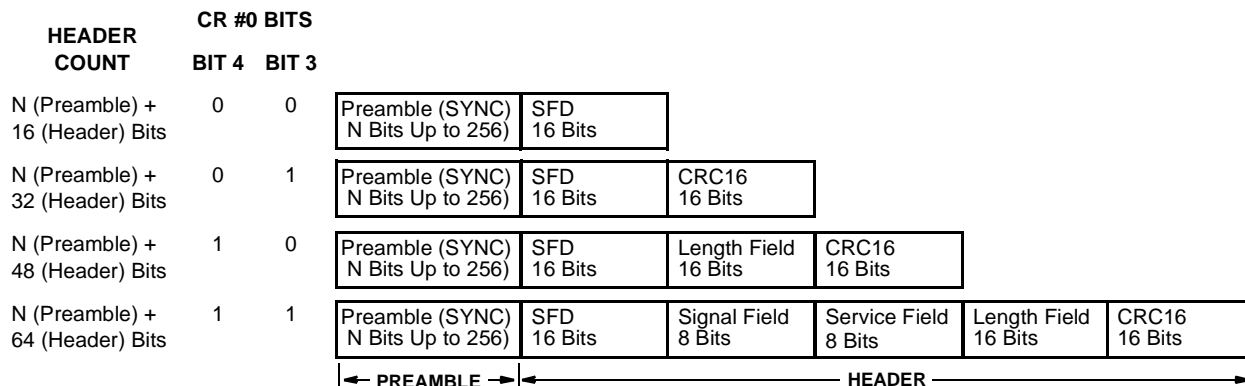 CR #0 BITS
HEADER
COUNT BIT 4 BIT 3
N (Preamble) + 0 0 Preamble (SYNC) SFD
16 (Header) Bits N Bits Up to 256) 16 Bits
N (Preamble) + 0 1 Preamble (SYNC) SFD CRC16
32 (Header) Bits N Bits Up to 256) 16 Bits 16 Bits
N (Preamble) + 1 0 Preamble (SYNC) SFD Length Field CRC16
48 (Header) Bits N Bits Up to 256) 16 Bits 16 Bits 16 Bits
N (Preamble) + 1 1 Preamble (SYNC) SFD Signal Field Service Field Length Field CRC16
64 (Header) Bits N Bits Up to 256) 16 Bits 8 Bits 8 Bits 16 Bits 16 Bits
PREAMBLE HEADER